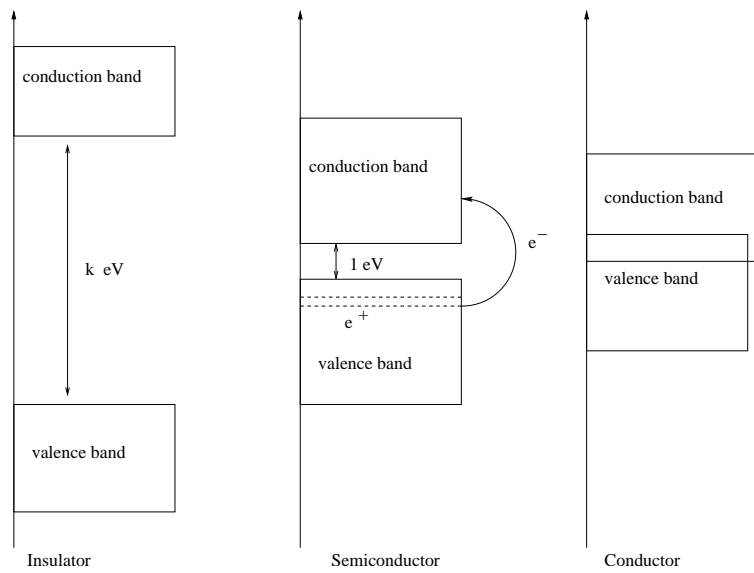 conduction band
k eV
valence band
Insulator
conduction band
1 eV
e−
e+
valence band
Semiconductor
conduction band
valence band
Conductor